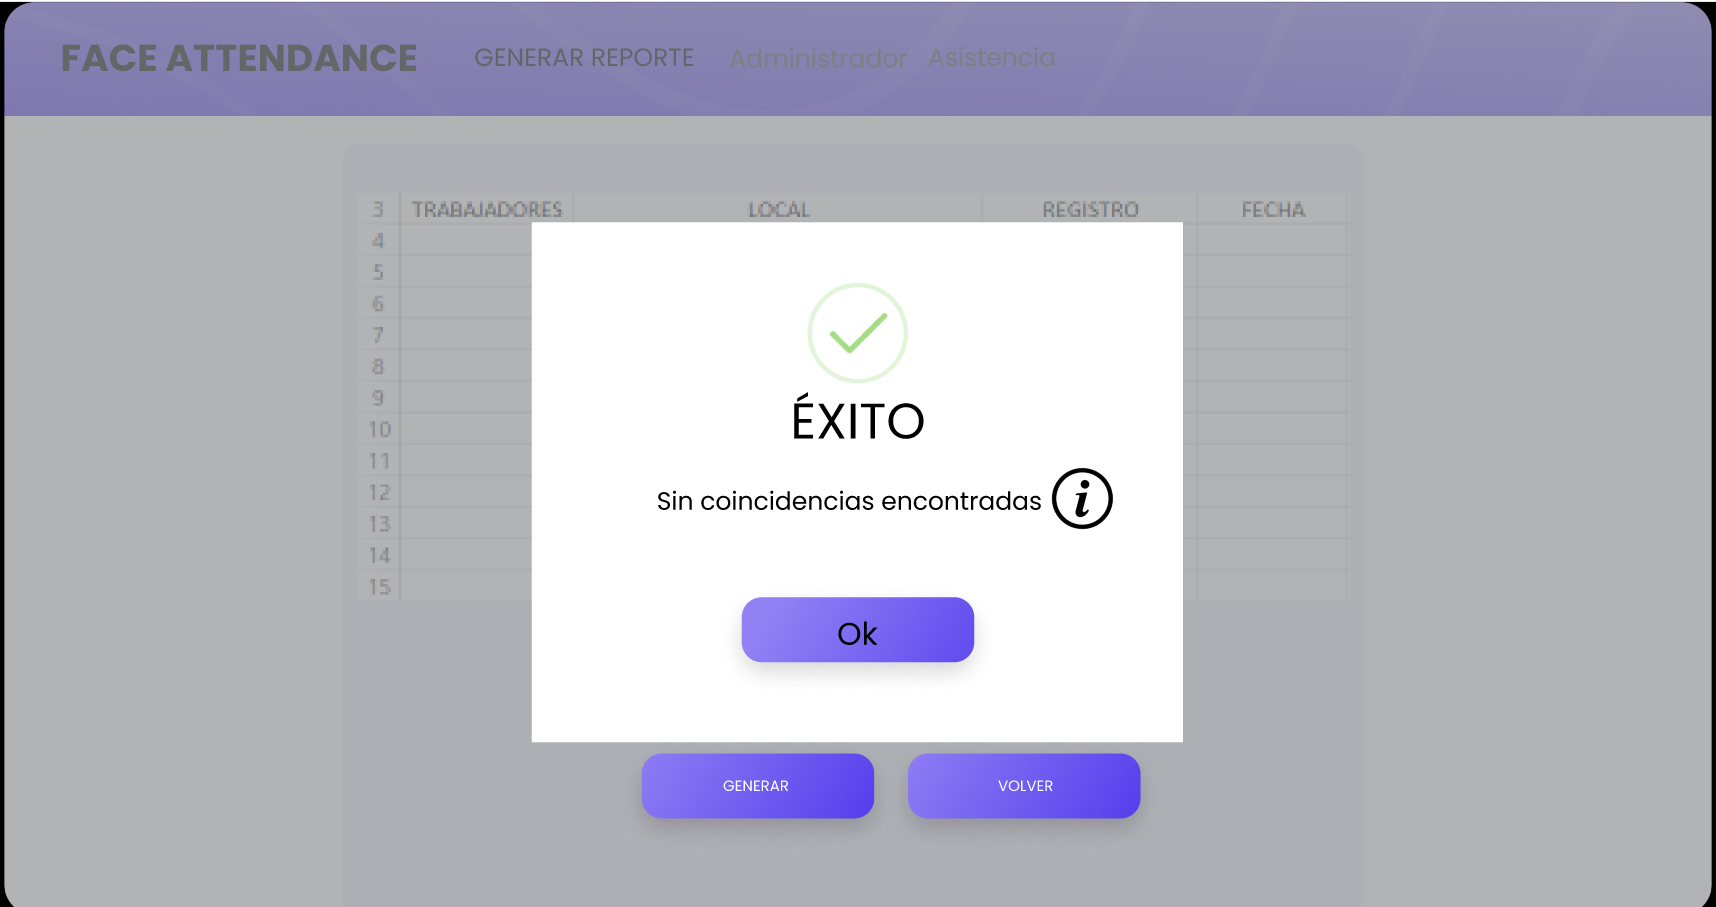 FACE ATTENDANCE GENERAR REPORTE Administrador Asistencia
3 TRABAJADORES LOCAL REGISTRO FECHA
4
5
6
7
8
9
10
11
12
13
14
15
ÉXITO
Sin coincidencias encontradas i
Ok
GENERAR VOLVER